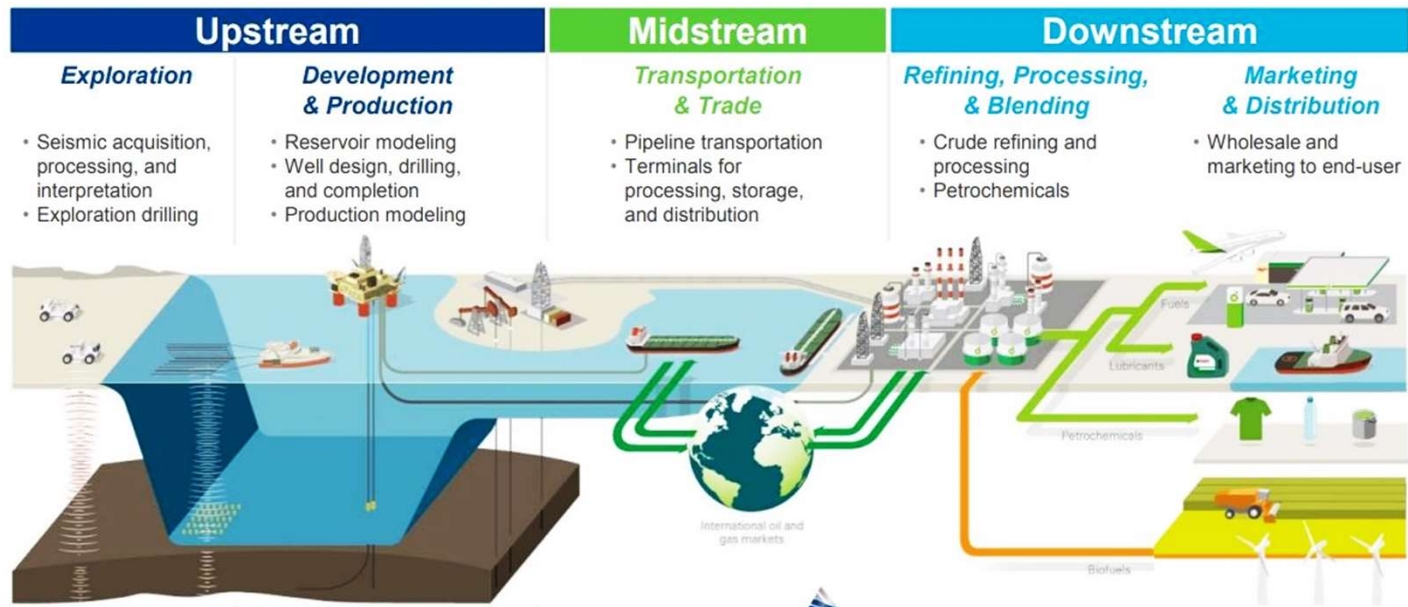 Upstream
Midstream
Downstream
Exploration
• Seismic acquisition,
processing, and
interpretation
• Exploration drilling
Development
& Production
• Reservoir modeling
• Well design, drilling,
and completion
• Production modeling
Transportation
& Trade
• Pipeline transportation
• Terminals for
processing, storage,
and distribution
Refining, Processing,
& Blending
• Crude refining and
processing
• Petrochemicals
Marketing
& Distribution
• Wholesale and
marketing to end-user
Fuels
Lubricants
Petrochemicals
International oil and
gas markets
Biofuels